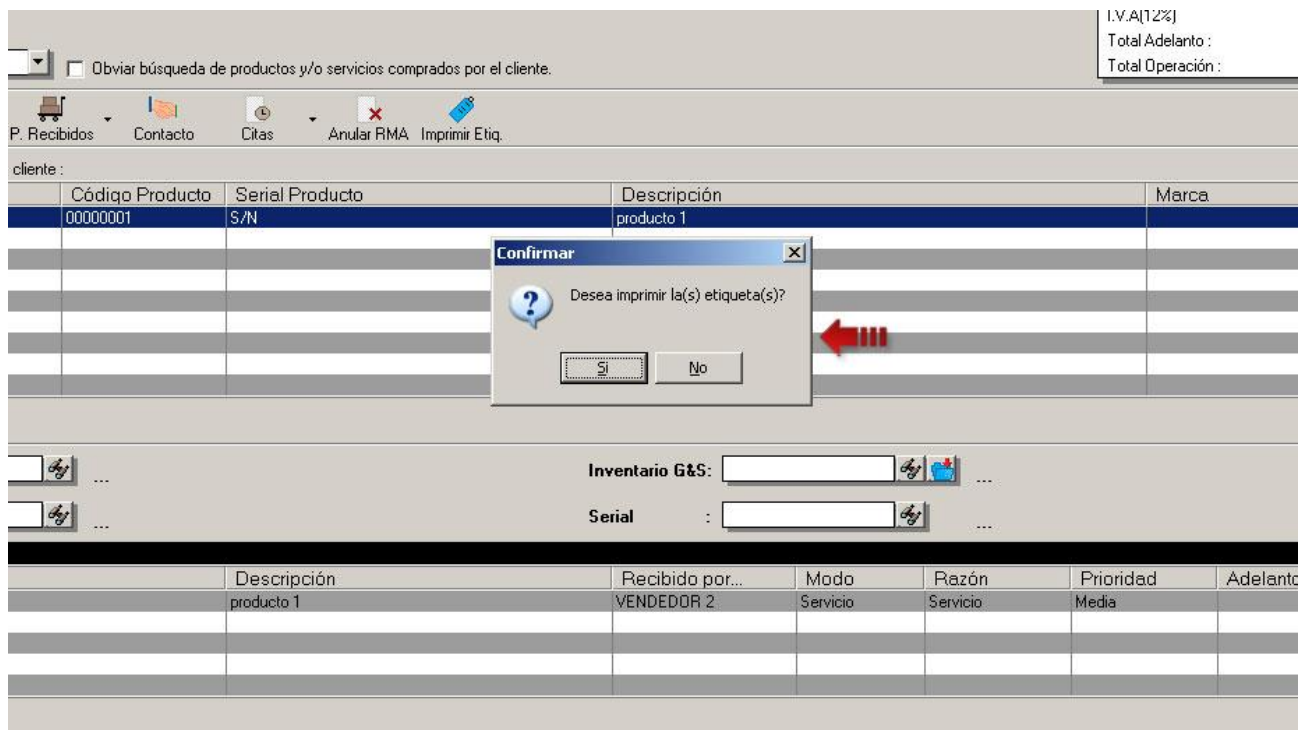 I.V.A(12%)
Total Adelanto :
Total Operación :
Obviar búsqueda de productos y/o servicios comprados por el cliente.
P. Recibidos Contacto Citas Anular RMA Imprimir Etiq.
cliente :
Código Producto Serial Producto Descripción Marca
00000001 S/N producto 1
Confirmar
Desea imprimir la(s) etiqueta(s)?
Si No
... Inventario G&S: ...
... Serial : ...
Descripción Recibido por... Modo Razón Prioridad Adelanto
producto 1 VENDEDOR 2 Servicio Servicio Media